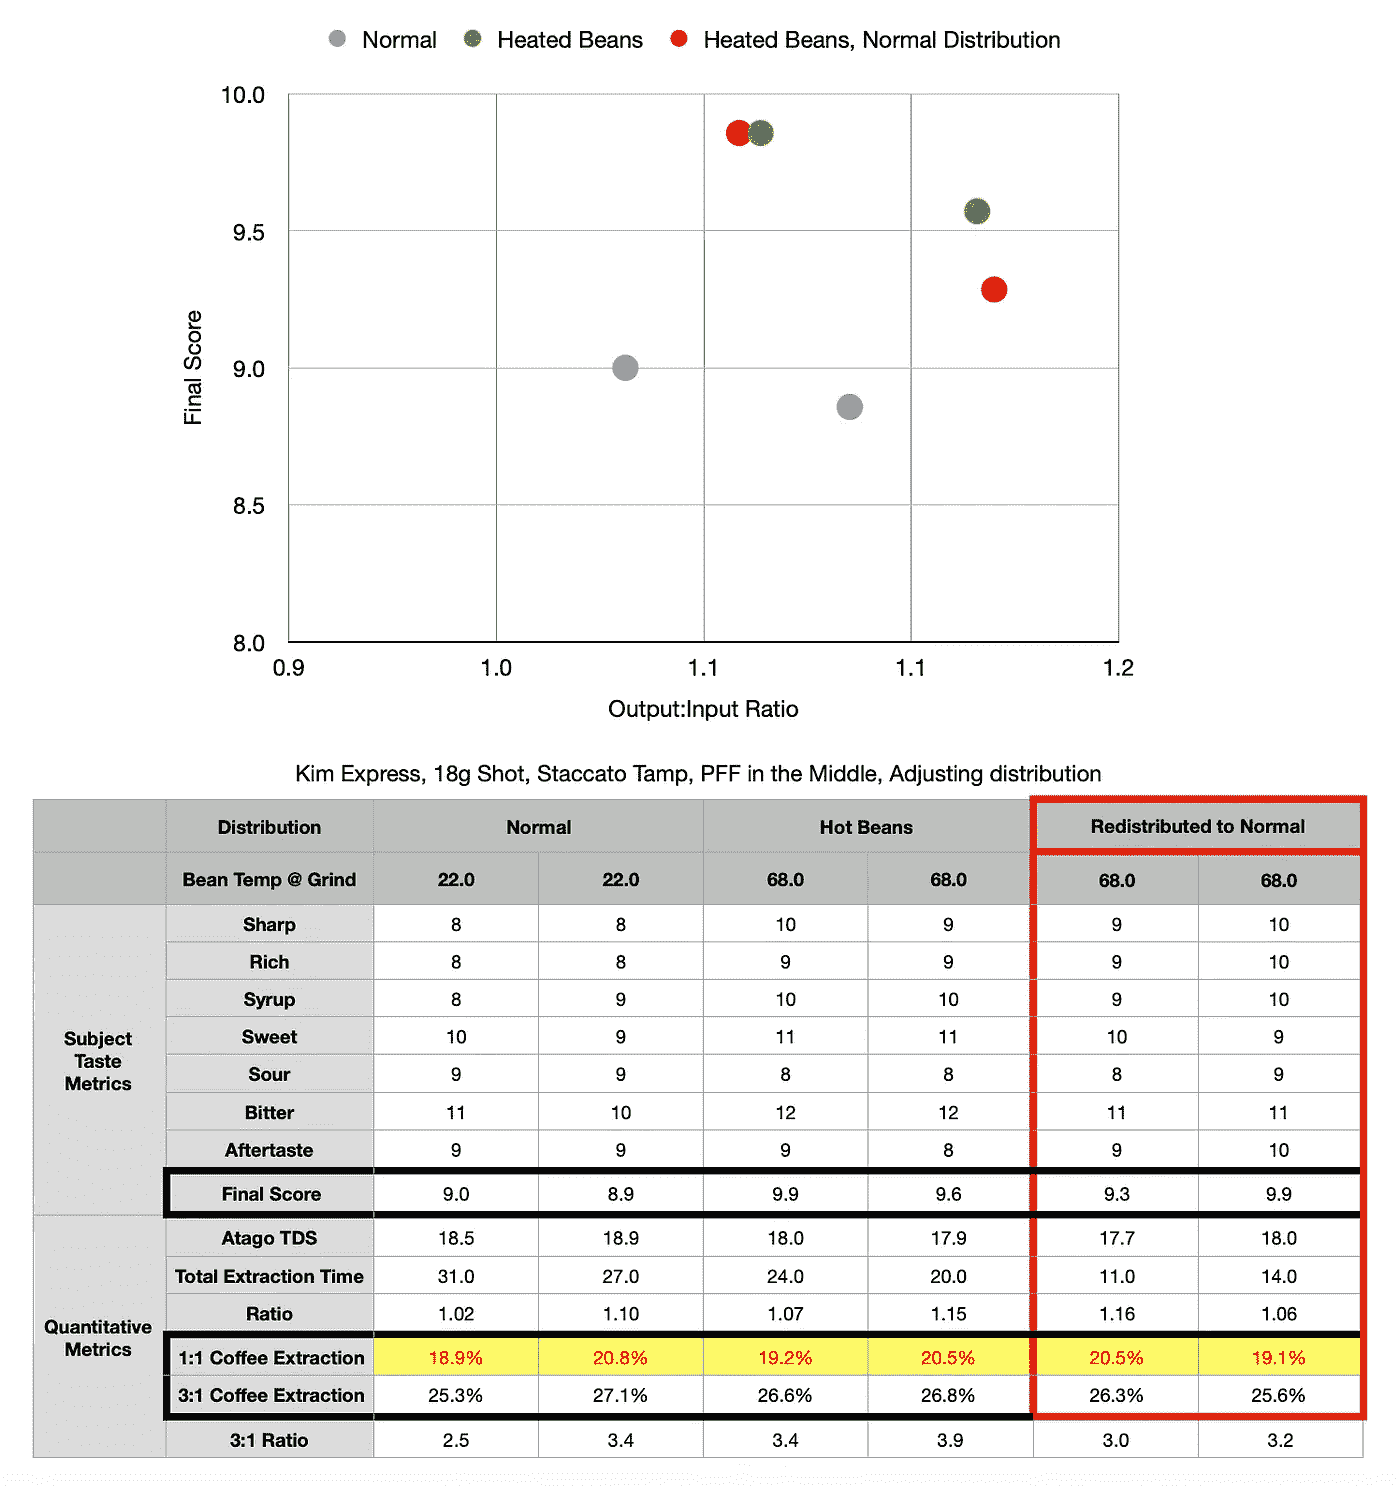 Normal Heated Beans Heated Beans, Normal Distribution
10.0
9.5
9.0
8.5
8.0
Final Score
0.9 1.0 1.1 1.1 1.2
Output:Input Ratio
Kim Express, 18g Shot, Staccato Tamp, PFF in the Middle, Adjusting distribution
Distribution Normal Hot Beans Redistributed to Normal
Bean Temp @ Grind 22.0 22.0 68.0 68.0 68.0 68.0
Subject Taste Metrics
Sharp 8 8 10 9 9 10
Rich 8 8 9 9 9 10
Syrup 8 9 10 10 9 10
Sweet 10 9 11 11 10 9
Sour 9 9 8 8 8 9
Bitter 11 10 12 12 11 11
Aftertaste 9 9 9 8 9 10
Final Score 9.0 8.9 9.9 9.6 9.3 9.9
Quantitative Metrics
Atago TDS 18.5 18.9 18.0 17.9 17.7 18.0
Total Extraction Time 31.0 27.0 24.0 20.0 11.0 14.0
Ratio 1.02 1.10 1.07 1.15 1.16 1.06
1:1 Coffee Extraction 18.9% 20.8% 19.2% 20.5% 20.5% 19.1%
3:1 Coffee Extraction 25.3% 27.1% 26.6% 26.8% 26.3% 25.6%
3:1 Ratio 2.5 3.4 3.4 3.9 3.0 3.2